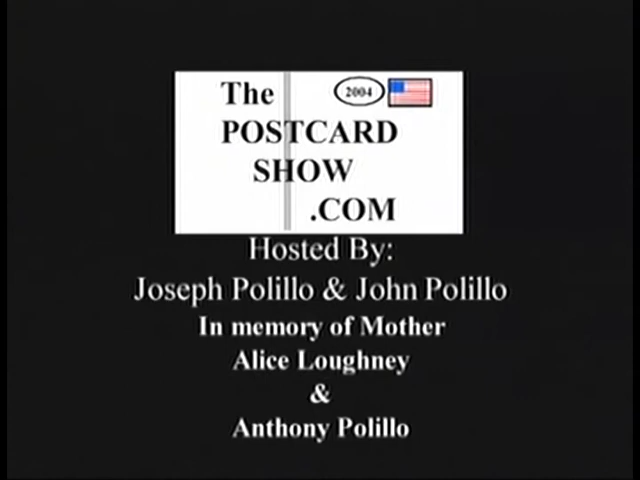 The 2004
POSTCARD
SHOW
.COM
Hosted By:
Joseph Polillo & John Polillo
In memory of Mother
Alice Loughney
&
Anthony Polillo